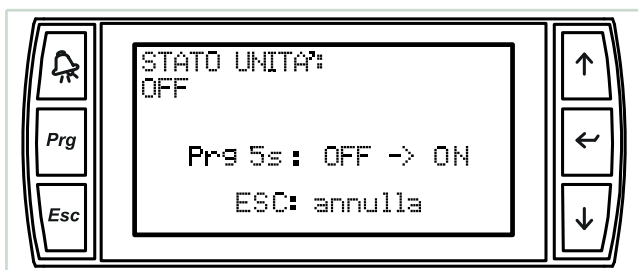 STATO UNITA':
OFF
Prg
Prg 5s: OFF -> ON
Esc
ESC: annulla